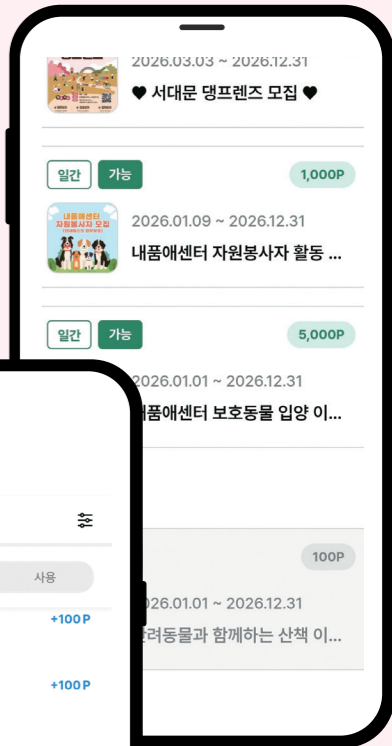 2026.03.03 ~ 2026.12.31
♥ 서대문 댕프렌즈 모집 ♥
일간 가능 1,000P
내품애센터
자원봉사자 모집
2026.01.09 ~ 2026.12.31
내품애센터 자원봉사자 활동 ...
일간 가능 5,000P
2026.01.01 ~ 2026.12.31
품애센터 보호동물 입양 이...
100P
26.01.01 ~ 2026.12.31
려동물과 함께하는 산책 이...
사용
+100 P
+100 P